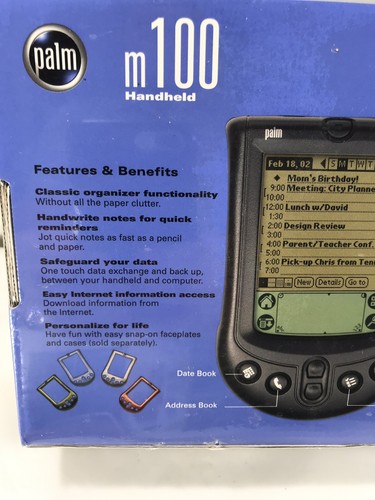 palm
m100
Handheld
Features & Benefits
Classic organizer functionality
Without all the paper clutter.
Handwrite notes for quick
reminders
Jot quick notes as fast as a pencil
and paper.
Safeguard your data
One touch data exchange and back up,
between your handheld and computer.
Easy Internet information access
Download information from
the Internet.
Personalize for life
Have fun with easy snap-on faceplates
and cases (sold separately).
palm
Feb 18, 02 S M T W T
Mom's Birthday!
9:00 Meeting: City Planne
10:00
12:00 Lunch w/David
1:30
2:00 Design Review
3:00
4:00 Parent/Teacher Conf.
5:00
6:00 Pick-up Chris from Tenn
7:00
New Details Go to
Date Book
Address Book